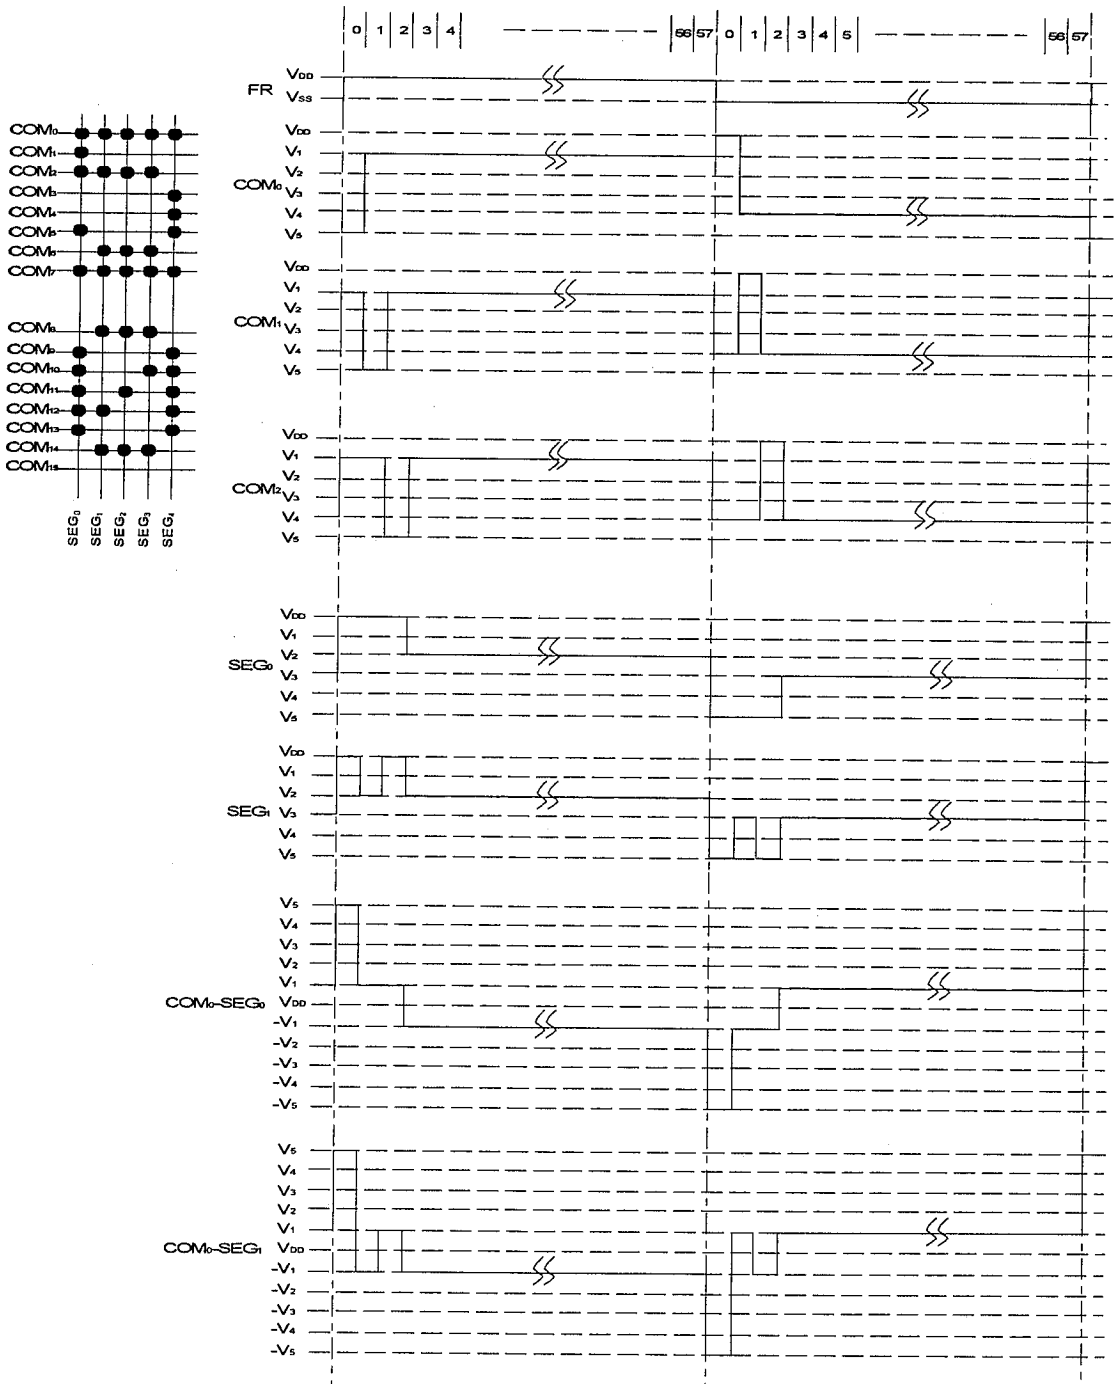 0 1 2 3 4 56 57 0 1 2 3 4 5 56 57
FR
VDD
VSS
COM0
VDD
V1
V2
V3
V4
V5
COM1
VDD
V1
V2
V3
V4
V5
COM2
VDD
V1
V2
V3
V4
V5
SEG0
VDD
V1
V2
V3
V4
V5
SEG1
VDD
V1
V2
V3
V4
V5
COM0-SEG0
V5
V4
V3
V2
V1
VDD
-V1
-V2
-V3
-V4
-V5
COM0-SEG1
V5
V4
V3
V2
V1
VDD
-V1
-V2
-V3
-V4
-V5
COM0
COM1
COM2
COM3
COM4
COM5
COM6
COM7
COM8
COM9
COM10
COM11
COM12
COM13
COM14
COM15
SEG0
SEG1
SEG2
SEG3
SEG4